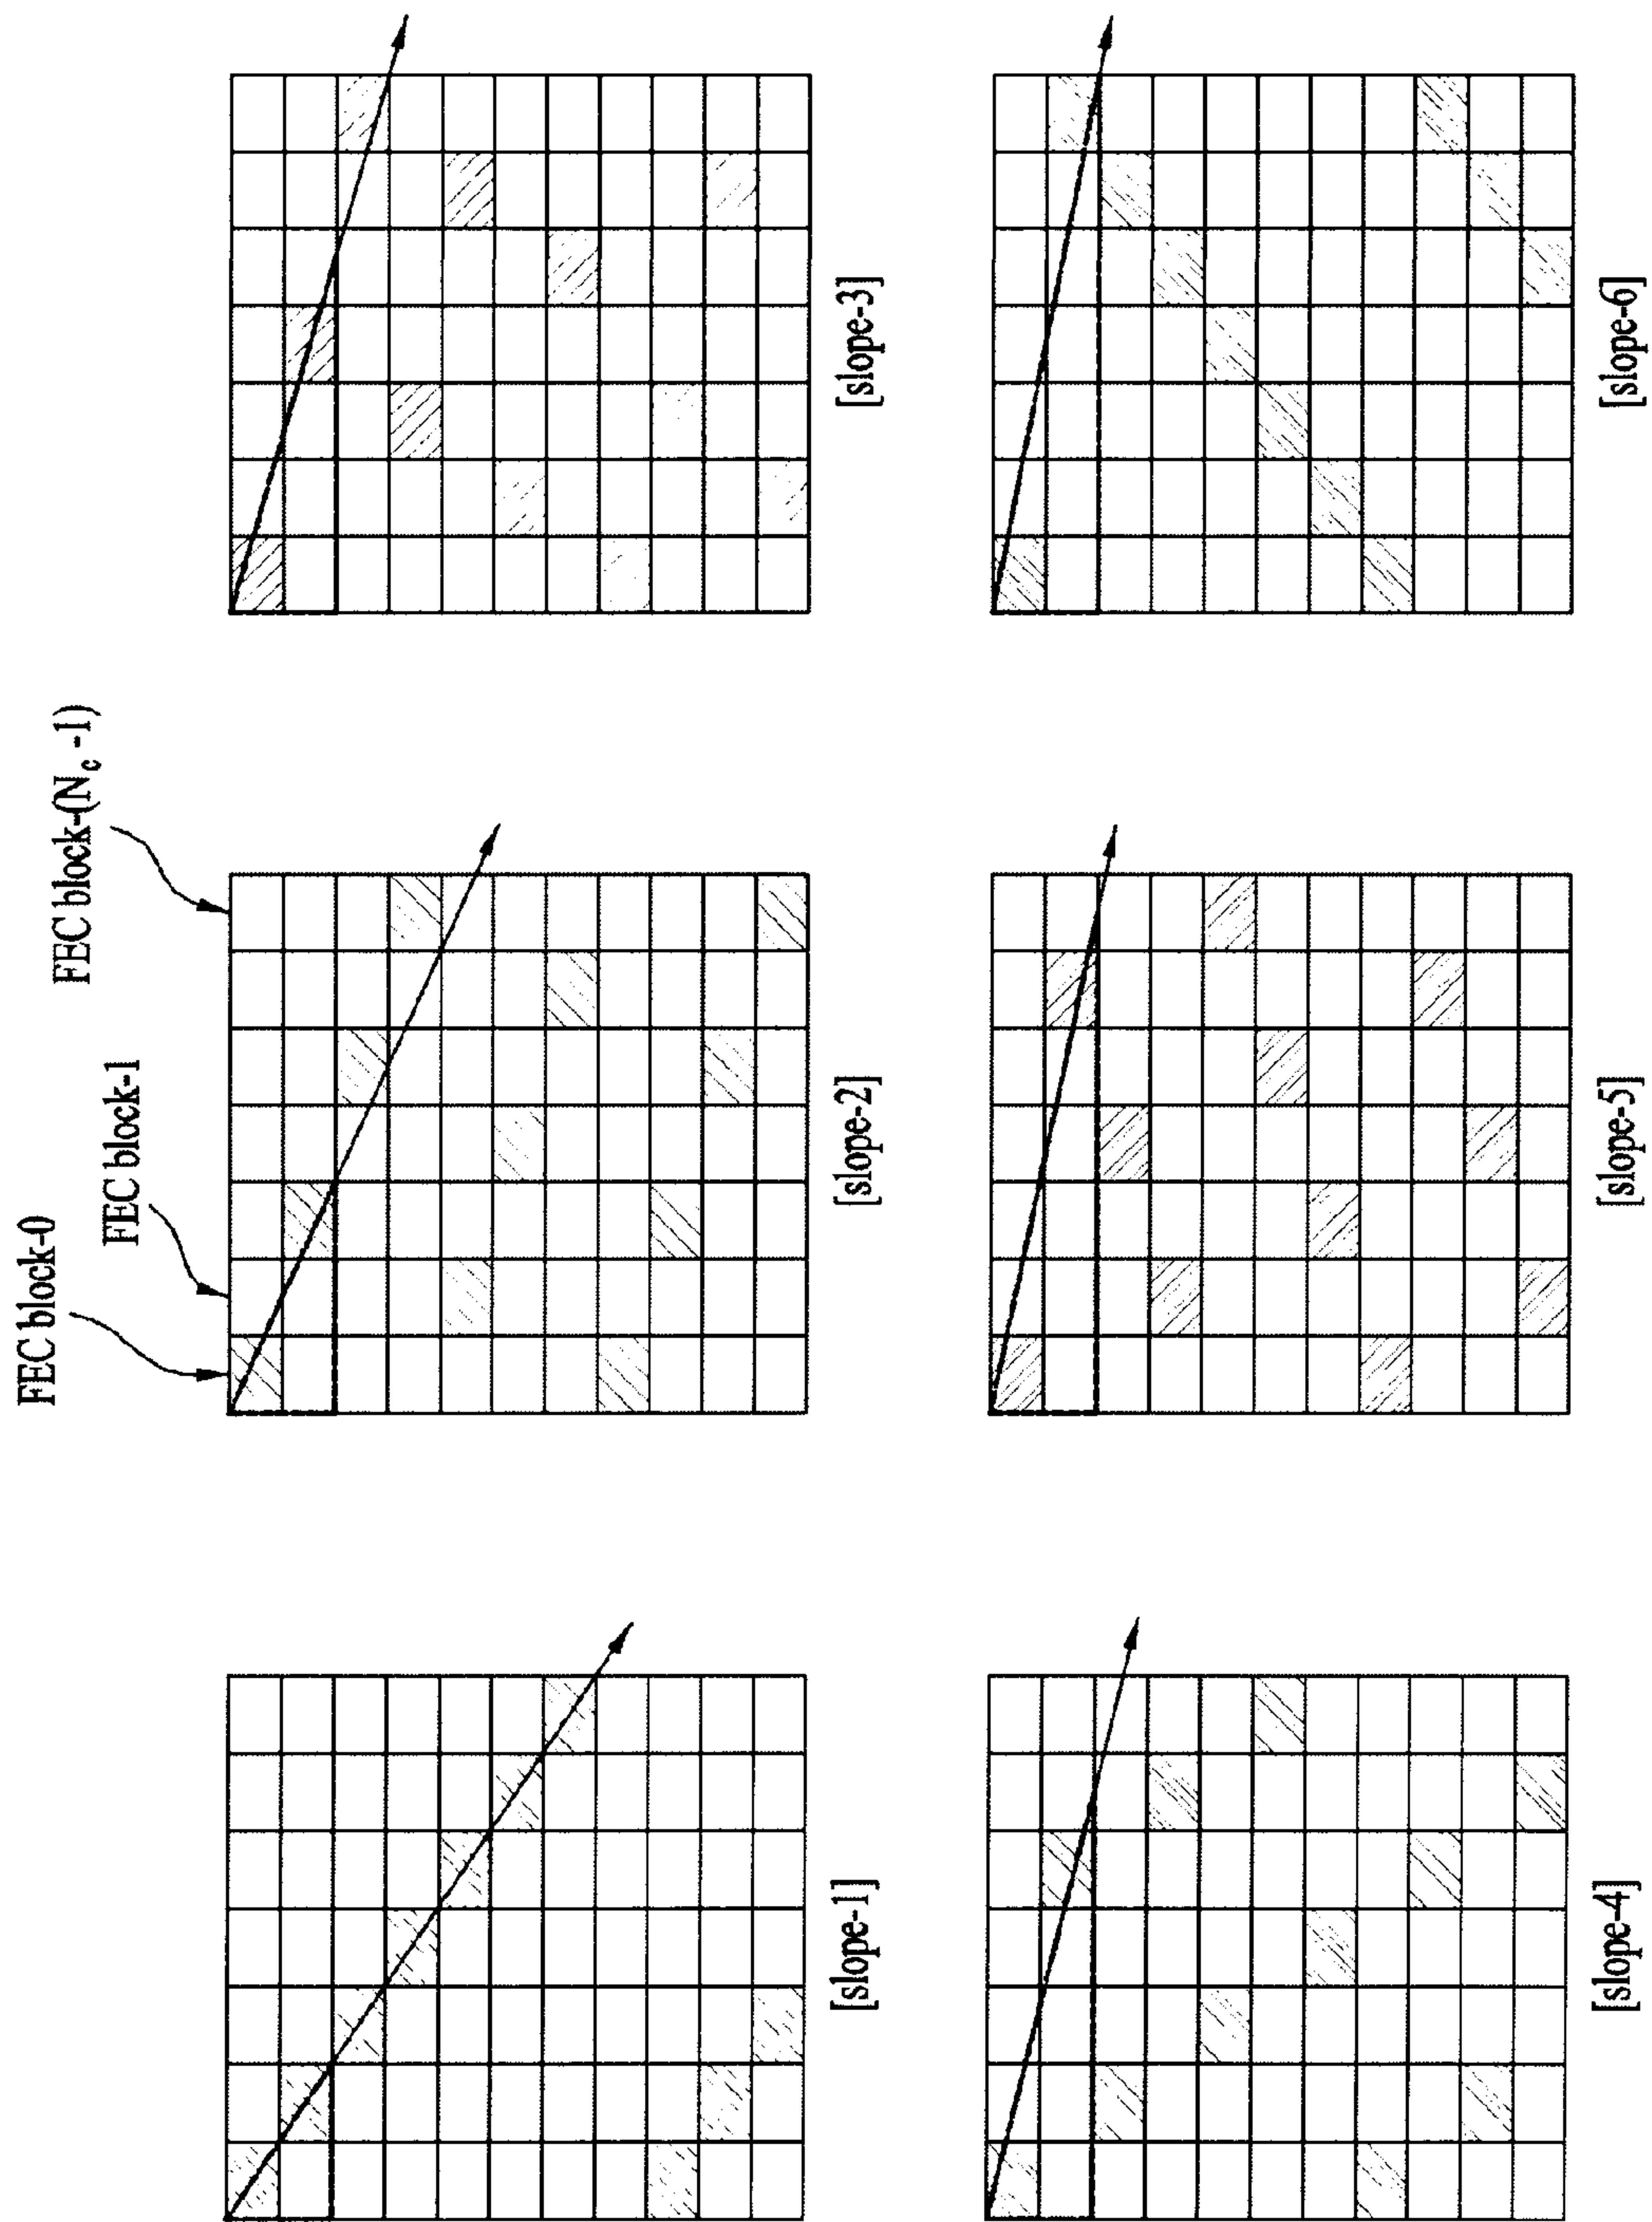 FEC block-0
FEC block-1
FEC block-(N_c -1)
[slope-1]
[slope-2]
[slope-3]
[slope-4]
[slope-5]
[slope-6]